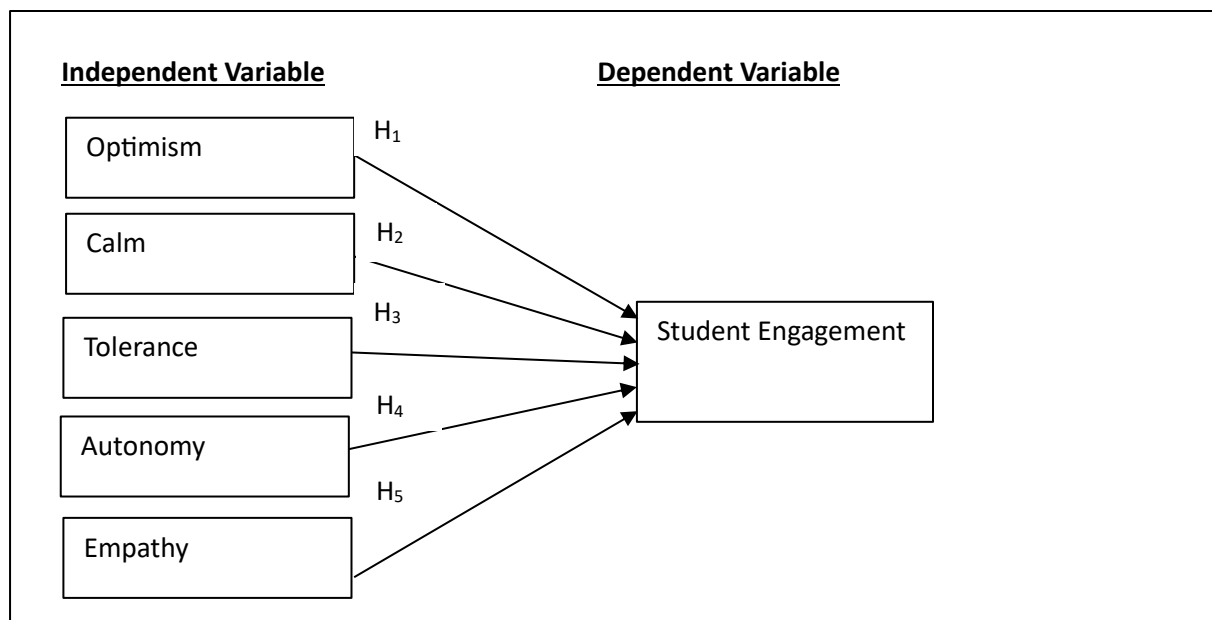 Independent Variable
Dependent Variable
Optimism
H₁
Calm
H₂
Tolerance
H₃
Student Engagement
Autonomy
H₄
Empathy
H₅